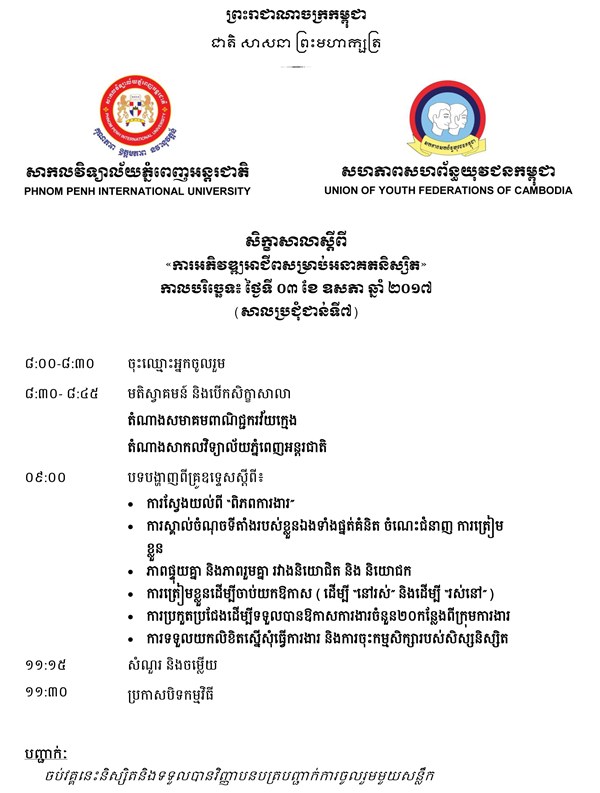 ព្រះរាជាណាចក្រកម្ពុជា
ជាតិ សាសនា ព្រះមហាក្សត្រ
PHNOM PENH INTERNATIONAL UNIVERSITY
សាកលវិទ្យាល័យភ្នំពេញអន្តរជាតិ
PHNOM PENH INTERNATIONAL UNIVERSITY
សហភាពសហព័ន្ធយុវជនកម្ពុជា
UNION OF YOUTH FEDERATIONS OF CAMBODIA
សិក្ខាសាលាស្តីពី
«ការអភិវឌ្ឍអាជីពសម្រាប់អនាគតនិស្សិត»
កាលបរិច្ឆេទ៖ ថ្ងៃទី ០៣ ខែ ឧសភា ឆ្នាំ ២០១៧
(សាលប្រជុំជាន់ទី៧)
៨:00-៨:៣០ ចុះឈ្មោះអ្នកចូលរួម
៨:៣0- ៨:៤៥ មតិស្វាគមន៍ និងបើកសិក្ខាសាលា
តំណាងសមាគមពាណិជ្ជករវ័យក្មេង
តំណាងសាកលវិទ្យាល័យភ្នំពេញអន្តរជាតិ
០៩:00 បទបង្ហាញពីគ្រូឧទ្ទេសស្តីពី៖
• ការស្វែងយល់ពី "ពិភពការងារ"
• ការស្គាល់ចំណុចទីតាំងរបស់ខ្លួនឯងទាំងផ្នត់គំនិត ចំណេះជំនាញ ការត្រៀម
ខ្លួន
• ភាពផ្ទុយគ្នា និងភាពរួមគ្នា រវាងនិយោជិត និង និយោជក
• ការត្រៀមខ្លួនដើម្បីចាប់យកឱកាស ( ដើម្បី "នៅរស់" និងដើម្បី "រស់នៅ" )
• ការប្រកួតប្រជែងដើម្បីទទួលបានឱកាសការងារចំនួន២០កន្លែងពីក្រុមការងារ
• ការទទួលយកលិខិតស្នើសុំធ្វើការងារ និងការចុះកម្មសិក្សារបស់សិស្សនិស្សិត
១១:១៥ សំណួរ និងចម្លើយ
១១:៣0 ប្រកាសបិទកម្មវិធី
បញ្ជាក់:
ចប់វគ្គនេះនិស្សិតនិងទទួលបានវិញ្ញាបនបត្របញ្ជាក់ការចូលរួមមួយសន្លឹក